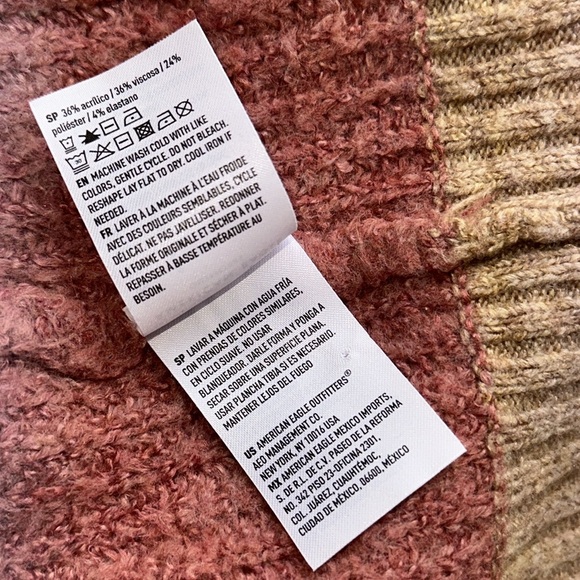 SP 36% acrílico / 36% viscosa / 24%
poliéster / 4% elastano
EN MACHINE WASH COLD WITH LIKE
COLORS, GENTLE CYCLE. DO NOT BLEACH.
RESHAPE LAY FLAT TO DRY. COOL IRON IF
NEEDED.
FR LAVER À LA MACHINE À L'EAU FROIDE
AVEC DES COULEURS SEMBLABLES, CYCLE
DÉLICAT. NE PAS JAVELLISER. REDONNER
LA FORME ORIGINALE ET SÉCHER À PLAT.
REPASSER À BASSE TEMPÉRATURE AU
BESOIN.
SP LAVAR A MÁQUINA CON AGUA FRÍA
CON PRENDAS DE COLORES SIMILARES,
EN CICLO SUAVE. NO USAR
BLANQUEADOR. DARLE FORMA Y PONGA A
SECAR SOBRE UNA SUPERFICIE PLANA.
USAR PLANCHA TIBIA SI ES NECESARIO.
MANTENER LEJOS DEL FUEGO
US AMERICAN EAGLE OUTFITTERS®
AEO MANAGEMENT CO.
NEW YORK, NY 10016 USA
MX AMERICAN EAGLE MEXICO IMPORTS,
S. DE R.L. DE C.V. PASEO DE LA REFORMA
NO. 342 PISO 23-OFICINA 2301,
COL. JUÁREZ, CUAUHTÉMOC,
CIUDAD DE MÉXICO, 06600. MÉXICO